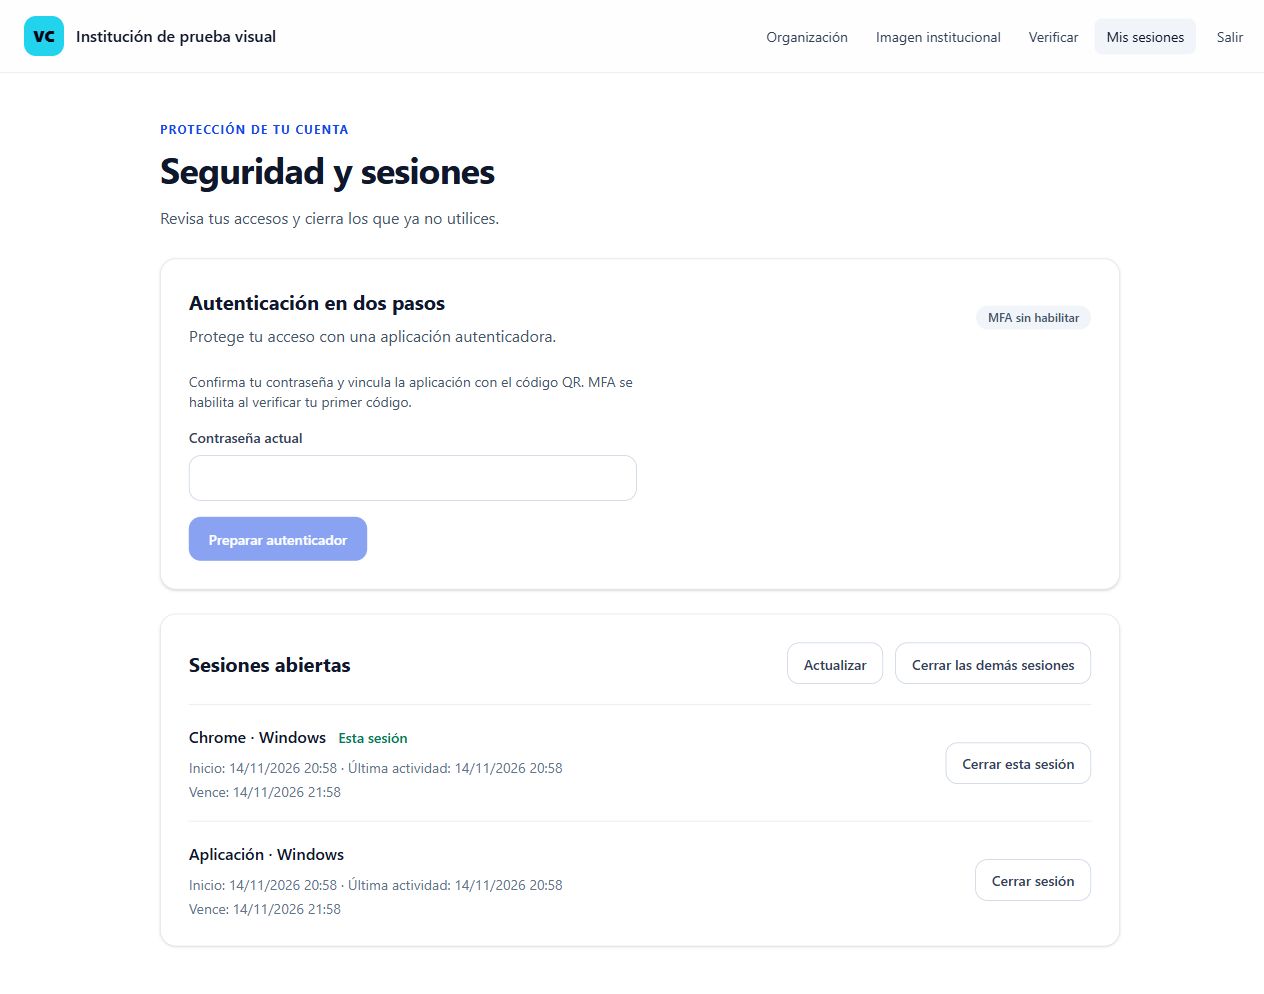 VC
Institución de prueba visual
Organización
Imagen institucional
Verificar
Mis sesiones
Salir
PROTECCIÓN DE TU CUENTA
Seguridad y sesiones
Revisa tus accesos y cierra los que ya no utilices.
Autenticación en dos pasos
MFA sin habilitar
Protege tu acceso con una aplicación autenticadora.
Confirma tu contraseña y vincula la aplicación con el código QR. MFA se
habilita al verificar tu primer código.
Contraseña actual
Preparar autenticador
Sesiones abiertas
Actualizar
Cerrar las demás sesiones
Chrome · Windows Esta sesión
Inicio: 14/11/2026 20:58 · Última actividad: 14/11/2026 20:58
Vence: 14/11/2026 21:58
Cerrar esta sesión
Aplicación · Windows
Inicio: 14/11/2026 20:58 · Última actividad: 14/11/2026 20:58
Vence: 14/11/2026 21:58
Cerrar sesión